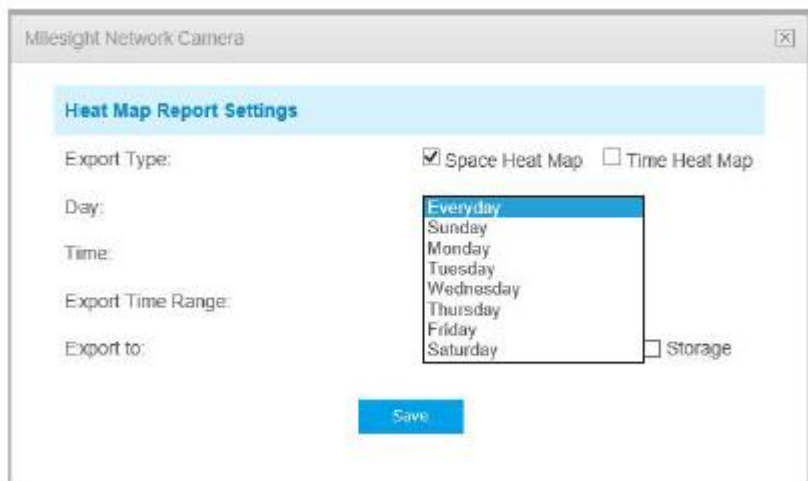 Milesight Network Camera
Heat Map Report Settings
Export Type: Space Heat Map Time Heat Map
Day: Everyday
Sunday
Monday
Time:
Tuesday
Wednesday
Export Time Range:
Thursday
Friday
Export to: Saturday Storage
Save